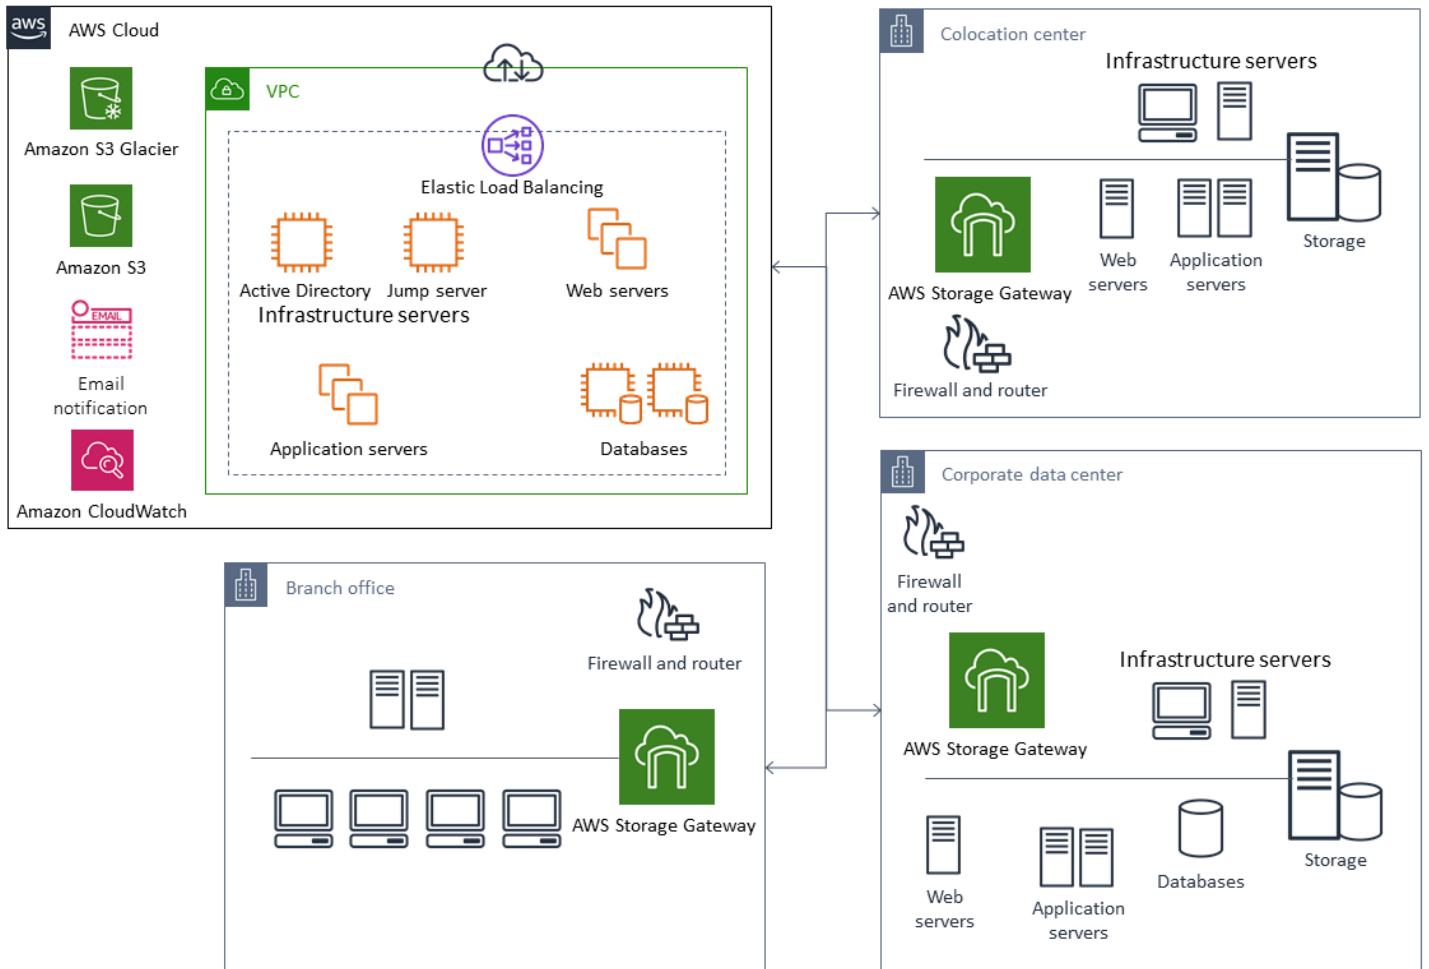 aws
AWS Cloud
Amazon S3 Glacier
Amazon S3
EMAIL
Email
notification
Amazon CloudWatch
VPC
Elastic Load Balancing
Active Directory
Jump server
Infrastructure servers
Web servers
Application servers
Databases
Colocation center
Infrastructure servers
AWS Storage Gateway
Web
servers
Application
servers
Storage
Firewall and router
Branch office
Firewall and router
AWS Storage Gateway
Corporate data center
Firewall
and router
AWS Storage Gateway
Infrastructure servers
Web
servers
Application
servers
Databases
Storage